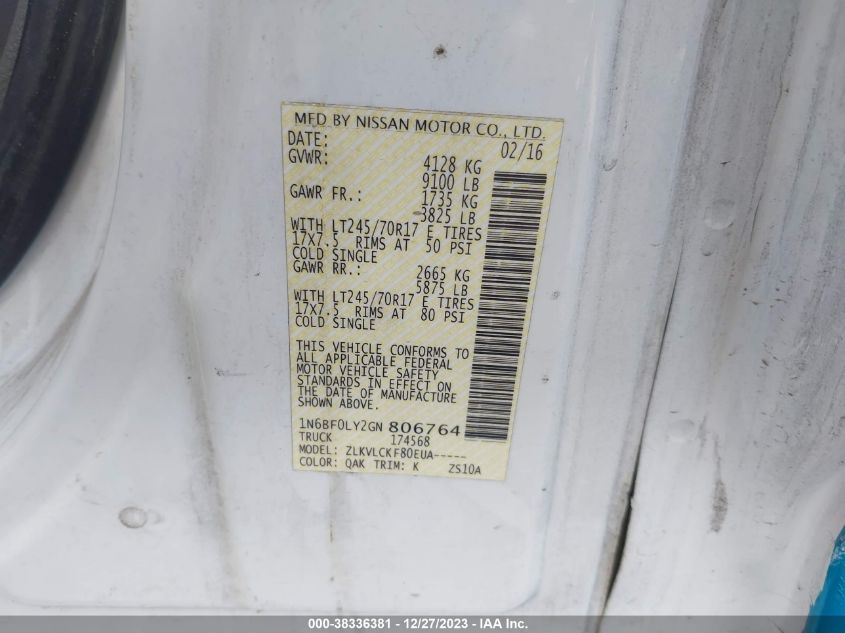 MFD BY NISSAN MOTOR CO., LTD.
DATE: 02/16
GVWR: 4128 KG
9100 LB
GAWR FR.: 1735 KG
3825 LB
WITH LT245/70R17 E TIRES
17X7.5 RIMS AT 50 PSI
COLD SINGLE
GAWR RR.: 2665 KG
5875 LB
WITH LT245/70R17 E TIRES
17X7.5 RIMS AT 80 PSI
COLD SINGLE
THIS VEHICLE CONFORMS TO
ALL APPLICABLE FEDERAL
MOTOR VEHICLE SAFETY
STANDARDS IN EFFECT ON
THE DATE OF MANUFACTURE
SHOWN ABOVE.
1N6BF0LY2GN 806764
TRUCK 174568
MODEL: ZLKVLCKF80EUA-----
COLOR: QAK TRIM: K ZS10A
000-38336381 - 12/27/2023 - IAA Inc.